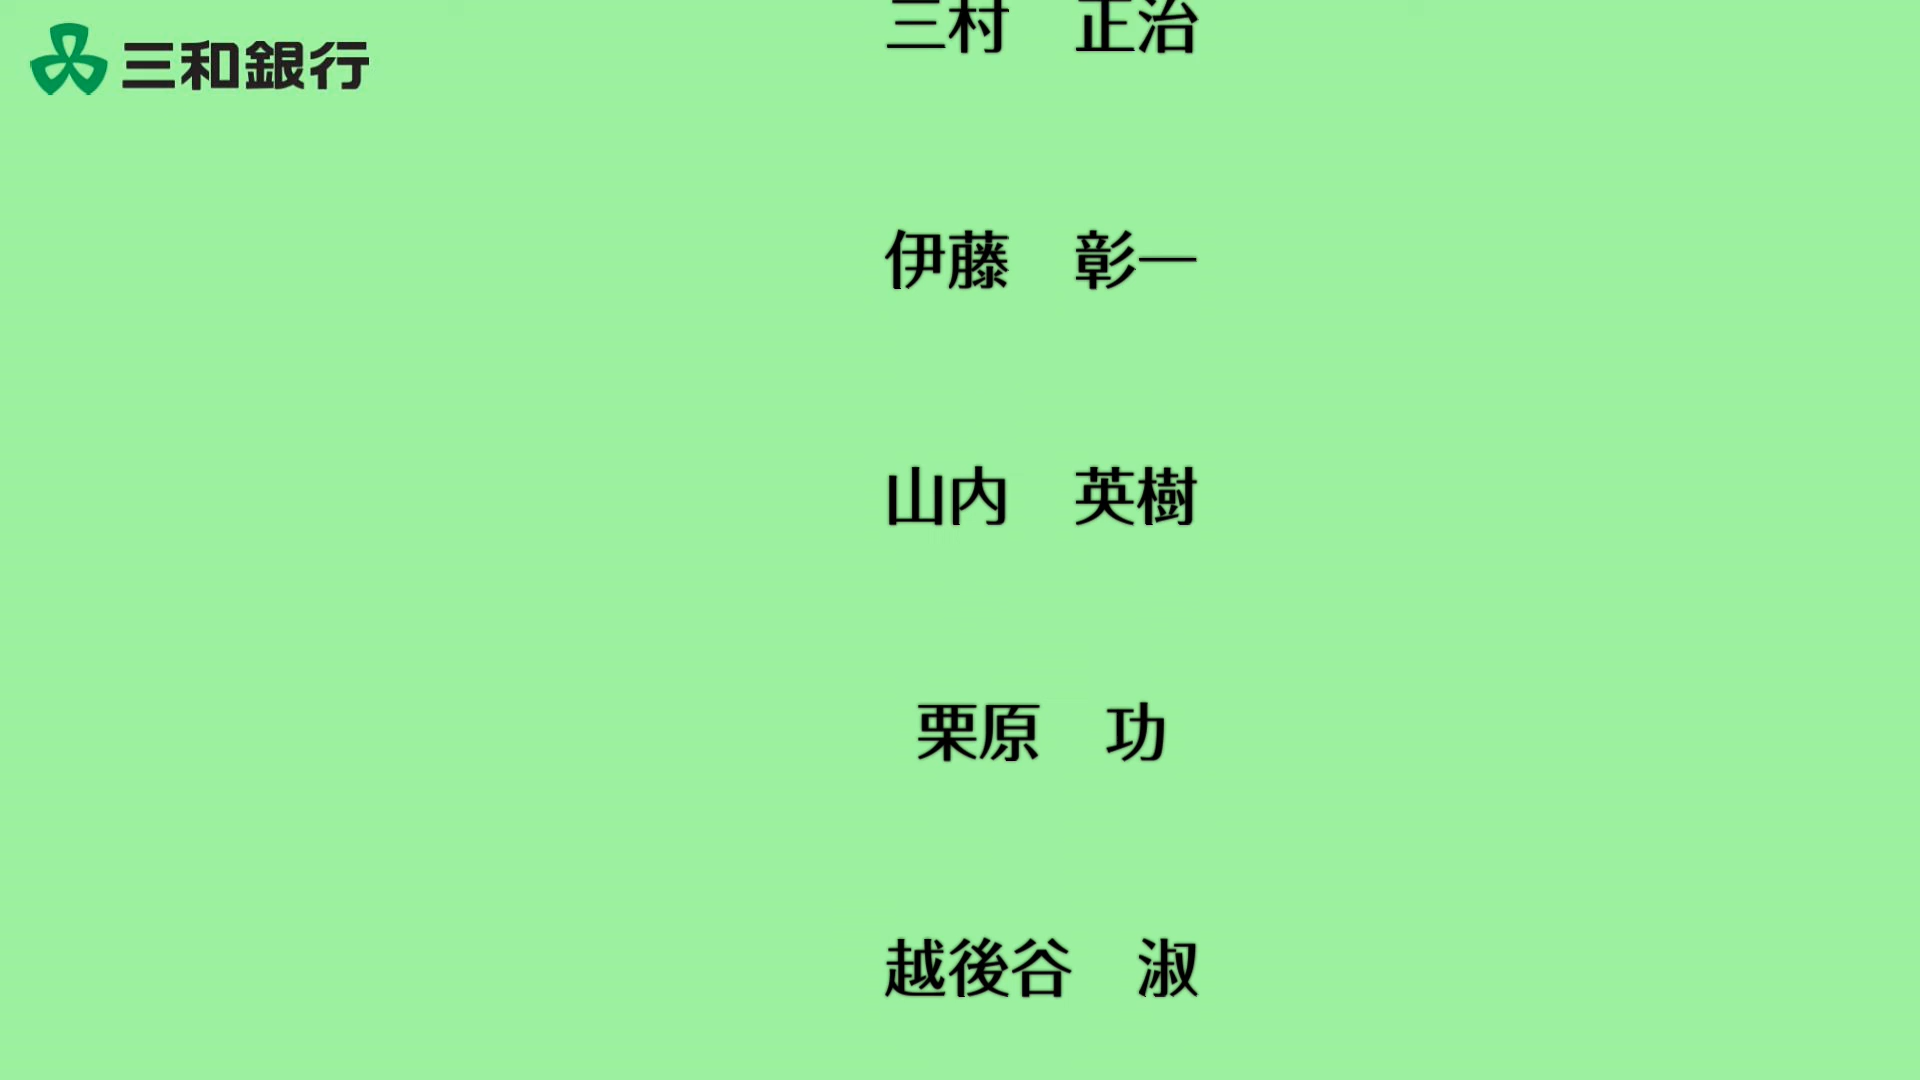 三和銀行
三村　正治
伊藤　彰一
山内　英樹
栗原　功
越後谷　淑